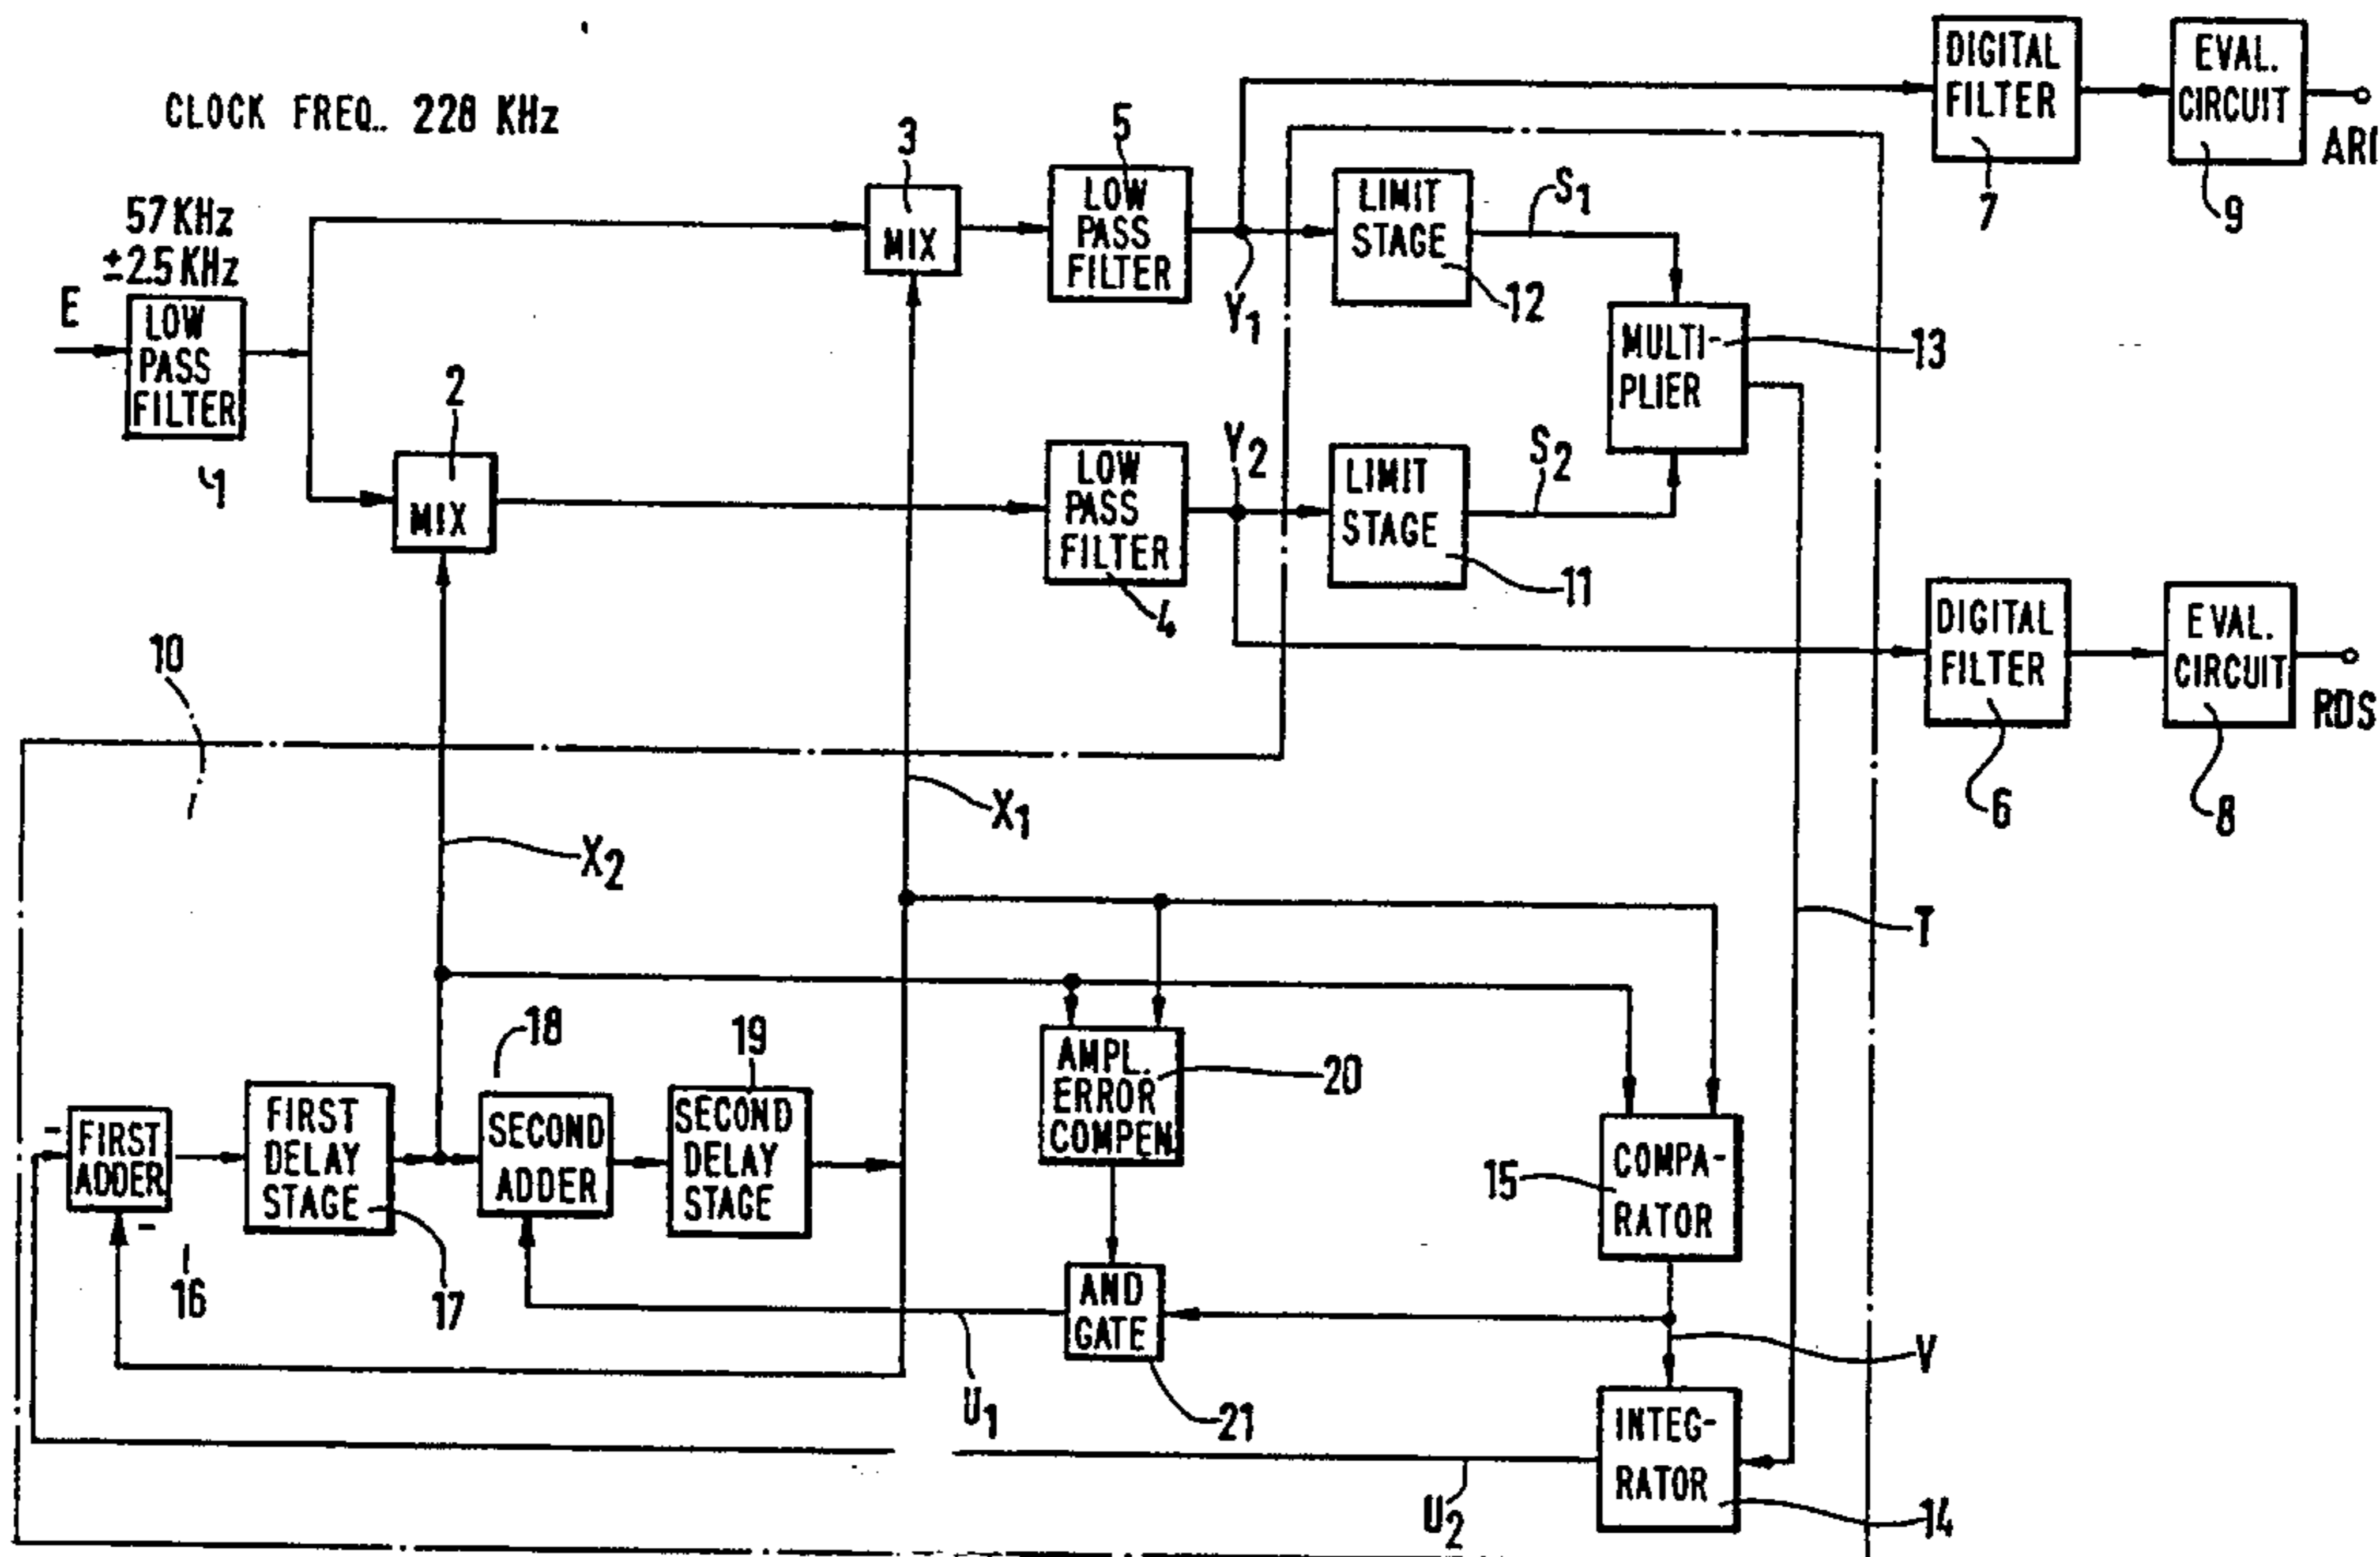 CLOCK FREQ.. 228 KHz
57 KHz
±2.5 KHz
E
LOW
PASS
FILTER
1
2
MIX
3
MIX
5
LOW
PASS
FILTER
Y1
LIMIT
STAGE
S1
12
MULTI-
PLIER
13
DIGITAL
FILTER
7
EVAL.
CIRCUIT
9
ARI
LOW
PASS
FILTER
4
Y2
LIMIT
STAGE
S2
11
DIGITAL
FILTER
6
EVAL.
CIRCUIT
8
RDS
10
X2
X1
T
FIRST
ADDER
-
-
16
FIRST
DELAY
STAGE
17
18
SECOND
ADDER
19
SECOND
DELAY
STAGE
AMPL.
ERROR
COMPEN.
20
15
COMPA-
RATOR
AND
GATE
21
U1
V
INTEG-
RATOR
14
U2